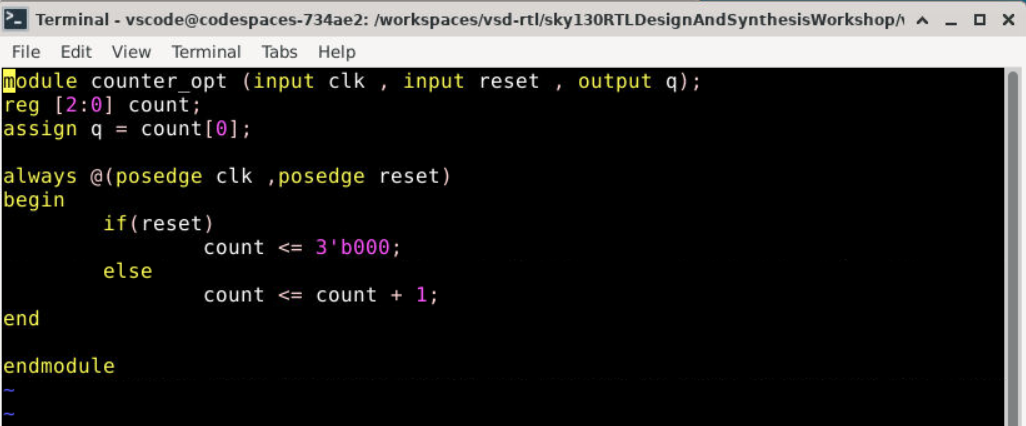 Terminal - vscode@codespaces-734ae2: /workspaces/vsd-rtl/sky130RTLDesignAndSynthesisWorkshop/
File Edit View Terminal Tabs Help
module counter_opt (input clk , input reset , output q);
reg [2:0] count;
assign q = count[0];
always @(posedge clk ,posedge reset)
begin
if(reset)
count <= 3'b000;
else
count <= count + 1;
end
endmodule
~
~